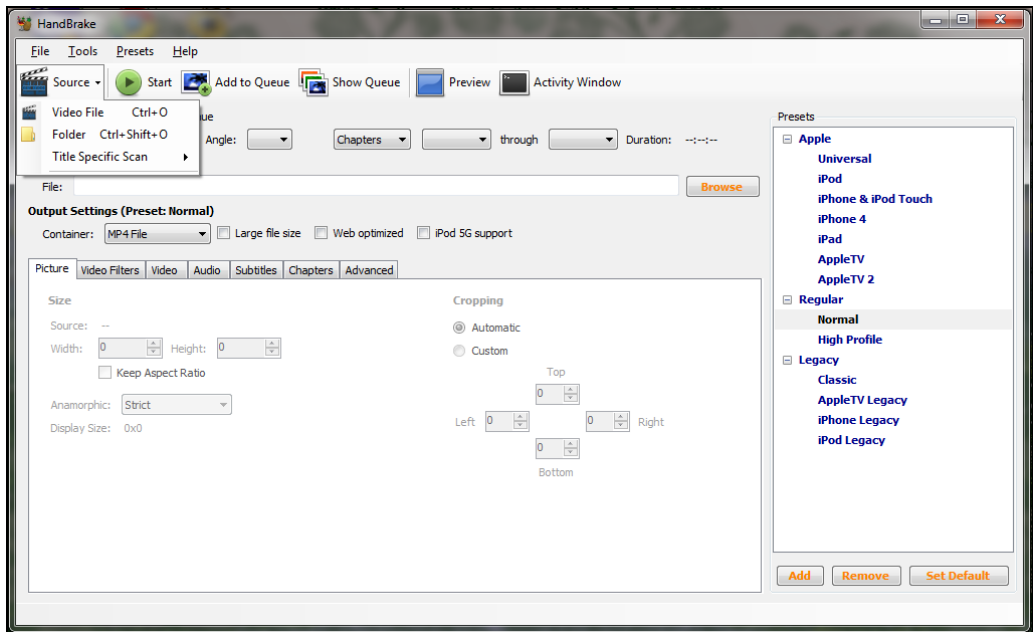 HandBrake
File Tools Presets Help
Source Start Add to Queue Show Queue Preview Activity Window
Video File Ctrl+O
Folder Ctrl+Shift+O
Title Specific Scan
Angle: Chapters through Duration: --:--:--
File: Browse
Output Settings (Preset: Normal)
Container: MP4 File Large file size Web optimized iPod 5G support
Picture Video Filters Video Audio Subtitles Chapters Advanced
Size
Source: --
Width: 0 Height: 0
Keep Aspect Ratio
Anamorphic: Strict
Display Size: 0x0
Cropping
Automatic
Custom
Top
0
Left 0 0 Right
0
Bottom
Presets
Apple
Universal
iPod
iPhone & iPod Touch
iPhone 4
iPad
AppleTV
AppleTV 2
Regular
Normal
High Profile
Legacy
Classic
AppleTV Legacy
iPhone Legacy
iPod Legacy
Add Remove Set Default